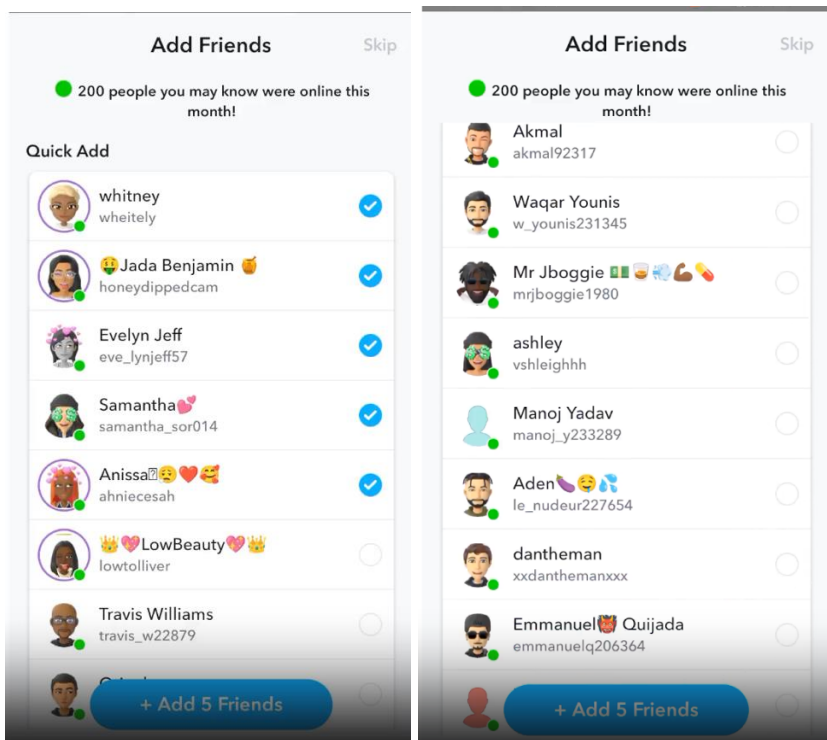 Add Friends
Skip
200 people you may know were online this
month!
Quick Add
whitney
wheitely
🤑Jada Benjamin 🍯
honeydippedcam
Evelyn Jeff
eve_lynjeff57
Samantha💕
samantha_sor014
Anissa😮‍💨❤️🥰
ahniecesah
👑💖LowBeauty💖👑
lowtolliver
Travis Williams
travis_w22879
+ Add 5 Friends
Add Friends
Skip
200 people you may know were online this
month!
Akmal
akmal92317
Waqar Younis
w_younis231345
Mr Jboggie 💵🥃💨💪🏾💊
mrjboggie1980
ashley
vshleighhh
Manoj Yadav
manoj_y233289
Aden🍆🤤💦
le_nudeur227654
dantheman
xxdanthemanxxx
Emmanuel👹 Quijada
emmanuelq206364
+ Add 5 Friends